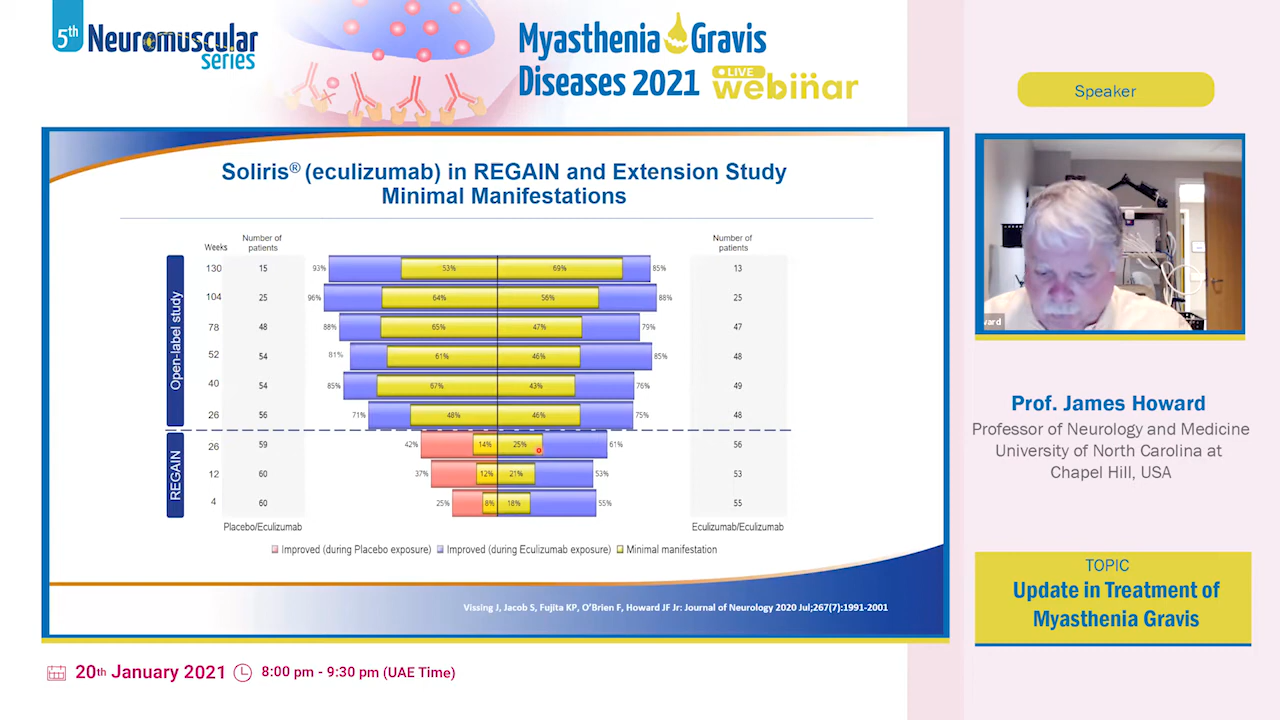 5th Neuromuscular
series
Myasthenia Gravis
Diseases 2021 LIVE webinar
Speaker
Soliris® (eculizumab) in REGAIN and Extension Study
Minimal Manifestations
Weeks Number of patients Number of patients
Open-label study
130 15 93% 53% 69% 85% 13
104 25 96% 64% 56% 88% 25
78 48 88% 65% 47% 79% 47
52 54 81% 61% 46% 85% 48
40 54 85% 67% 43% 76% 49
26 56 71% 48% 46% 75% 48
REGAIN
26 59 42% 14% 25% 61% 56
12 60 37% 12% 21% 53% 53
4 60 25% 8% 18% 55% 55
Placebo/Eculizumab Eculizumab/Eculizumab
Improved (during Placebo exposure) Improved (during Eculizumab exposure) Minimal manifestation
Vissing J, Jacob S, Fujita KP, O'Brien F, Howard JF Jr: Journal of Neurology 2020 Jul;267(7):1991-2001
ward
Prof. James Howard
Professor of Neurology and Medicine
University of North Carolina at
Chapel Hill, USA
TOPIC
Update in Treatment of
Myasthenia Gravis
20th January 2021 8:00 pm - 9:30 pm (UAE Time)